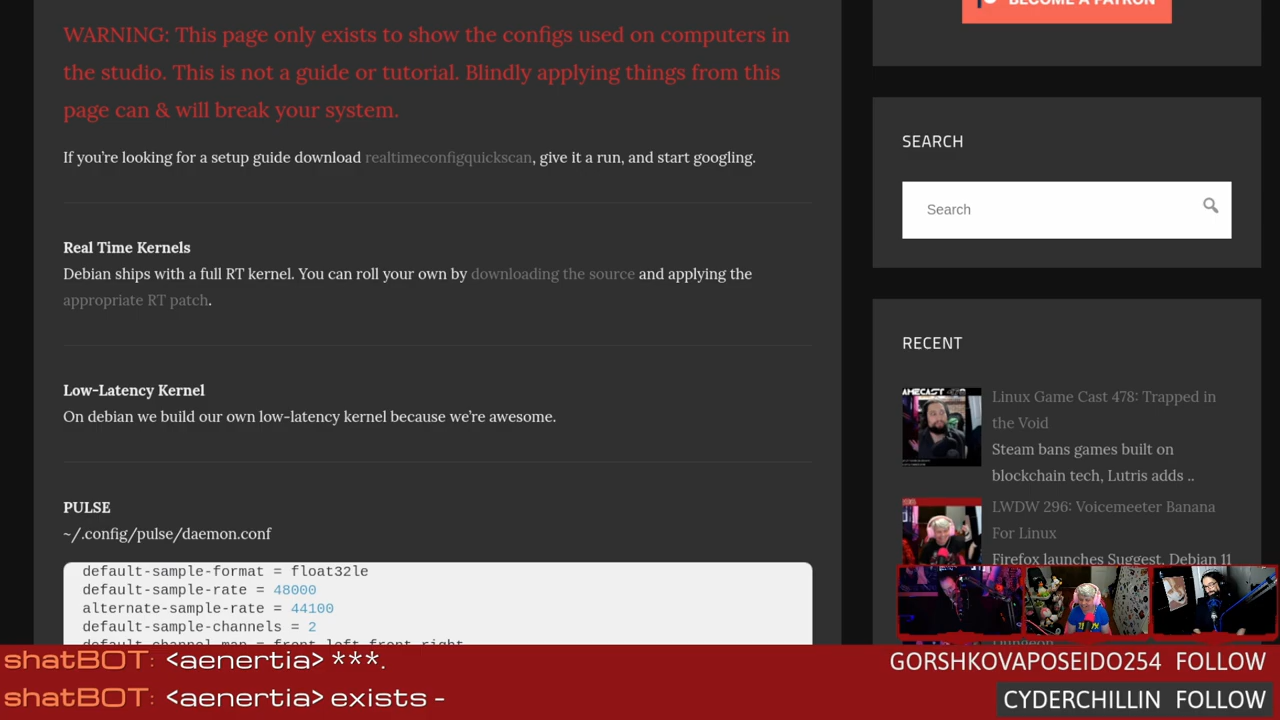 BECOME A PATRON
WARNING: This page only exists to show the configs used on computers in
the studio. This is not a guide or tutorial. Blindly applying things from this
page can & will break your system.
If you’re looking for a setup guide download realtimeconfigquickscan, give it a run, and start googling.
Real Time Kernels
Debian ships with a full RT kernel. You can roll your own by downloading the source and applying the
appropriate RT patch.
Low-Latency Kernel
On debian we build our own low-latency kernel because we’re awesome.
PULSE
~/.config/pulse/daemon.conf
default-sample-format = float32le
default-sample-rate = 48000
alternate-sample-rate = 44100
default-sample-channels = 2
default-channel-map = front-left,front-right
SEARCH
Search
RECENT
Linux Game Cast 478: Trapped in
the Void
Steam bans games built on
blockchain tech, Lutris adds ..
LWDW 296: Voicemeeter Banana
For Linux
Firefox launches Suggest, Debian 11
shatBOT: <aenertia> ***.
shatBOT: <aenertia> exists -
GORSHKOVAPOSEIDO254 FOLLOW
CYDERCHILLIN FOLLOW